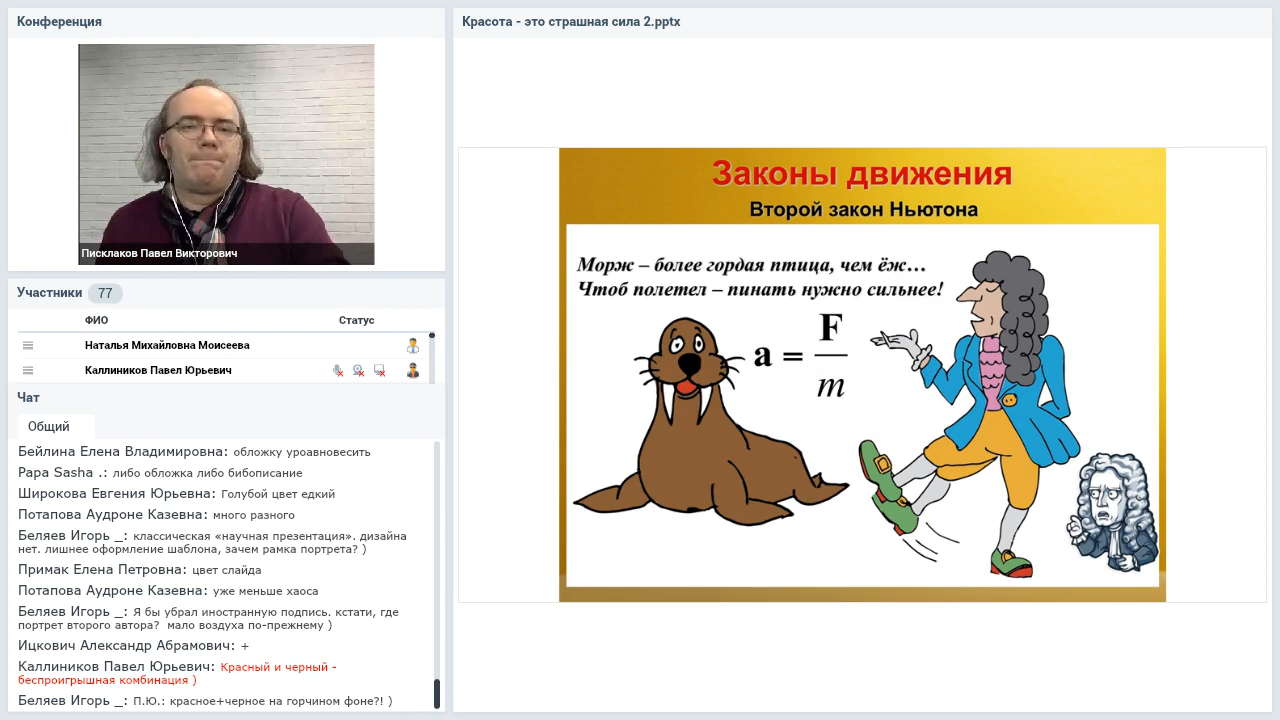 Конференция
Писклаков Павел Викторович
Участники 77
ФИО Статус
Наталья Михайловна Моисеева
Каллиников Павел Юрьевич
Чат
Общий
Бейлина Елена Владимировна: обложку уроавновесить
Papa Sasha .: либо обложка либо бибописание
Широкова Евгения Юрьевна: Голубой цвет едкий
Потапова Аудроне Казевна: много разного
Беляев Игорь _: классическая «научная презентация». дизайна
нет. лишнее оформление шаблона, зачем рамка портрета? )
Примак Елена Петровна: цвет слайда
Потапова Аудроне Казевна: уже меньше хаоса
Беляев Игорь _: Я бы убрал иностранную подпись. кстати, где
портрет второго автора?  мало воздуха по-прежнему )
Ицкович Александр Абрамович: +
Каллиников Павел Юрьевич: Красный и черный -
беспроигрышная комбинация )
Беляев Игорь _: П.Ю.: красное+черное на горчином фоне?! )
Красота - это страшная сила 2.pptx
Законы движения
Второй закон Ньютона
Морж – более гордая птица, чем ёж…
Чтоб полетел – пинать нужно сильнее!
a = F/m